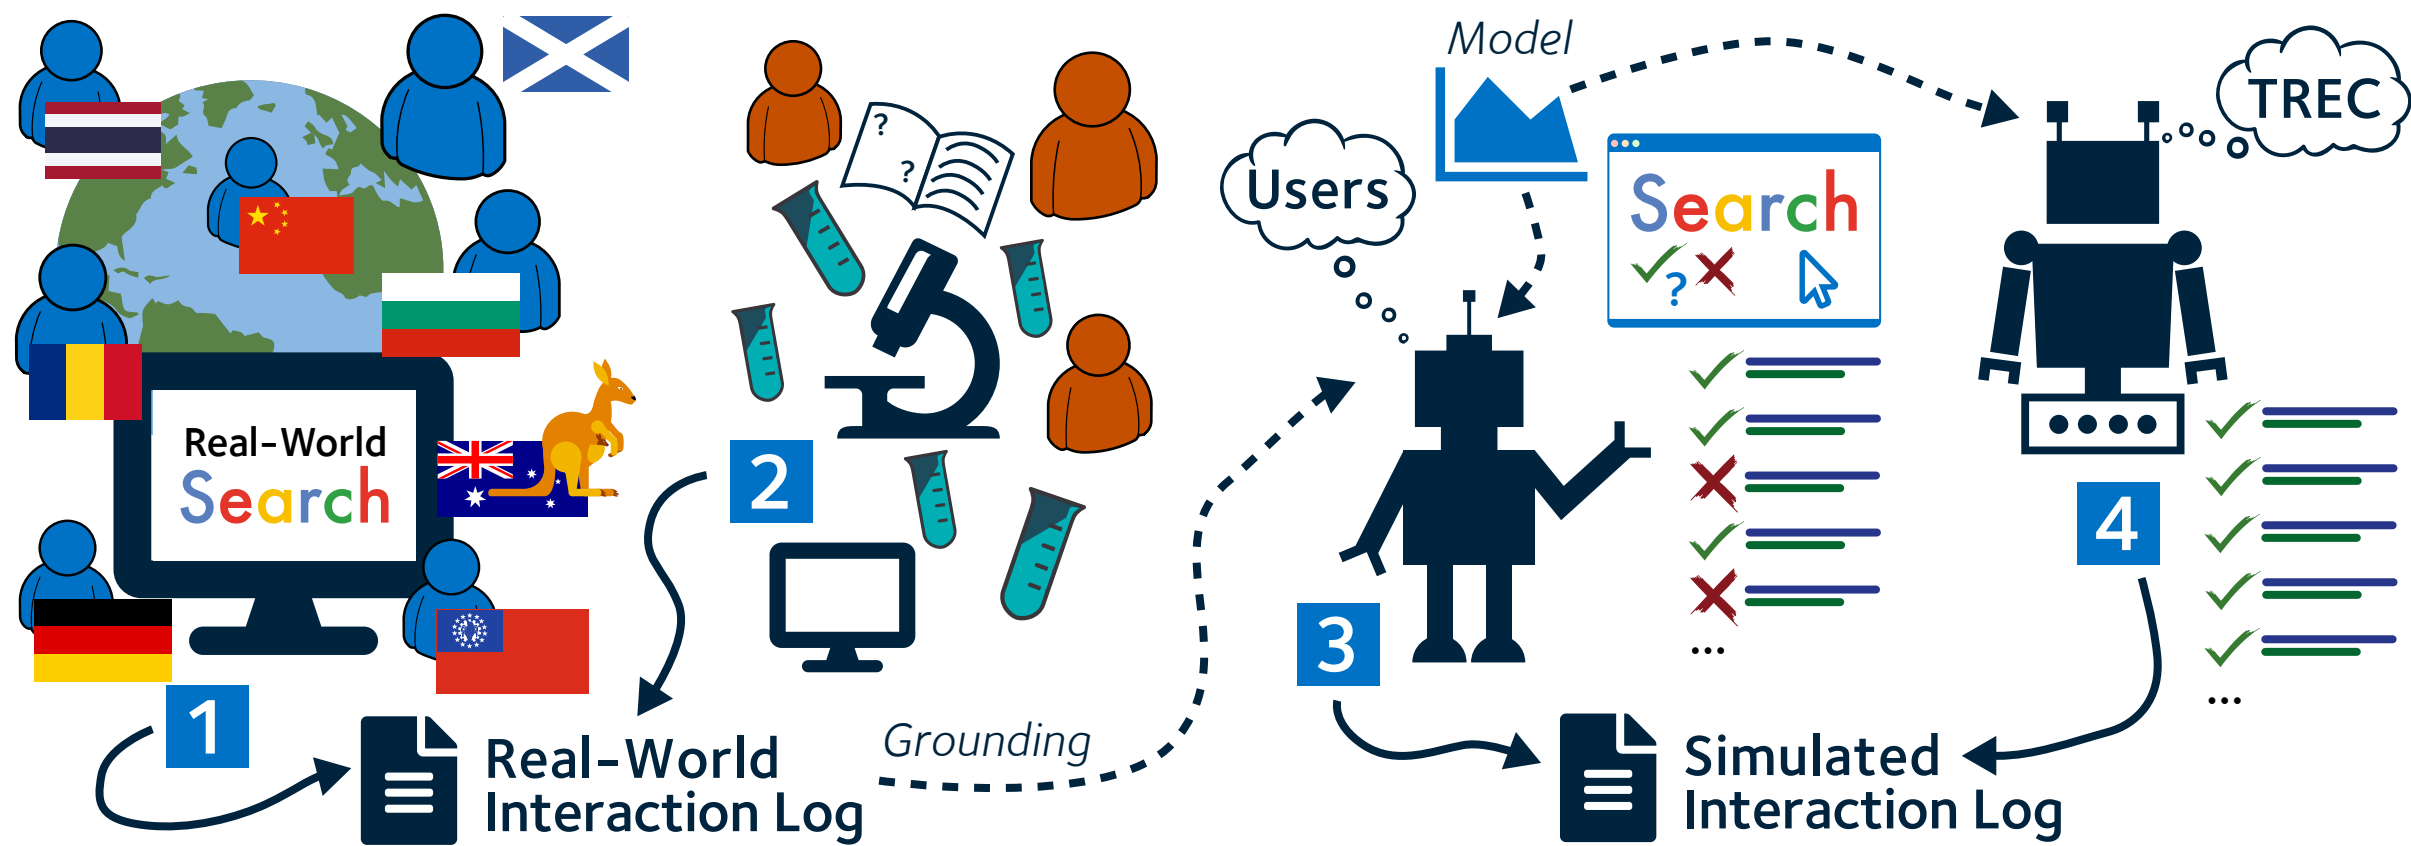 Real-World
Search
1
?
?
2
Real-World
Interaction Log
Grounding
Model
Users
Search
?
3
...
TREC
4
...
Simulated
Interaction Log